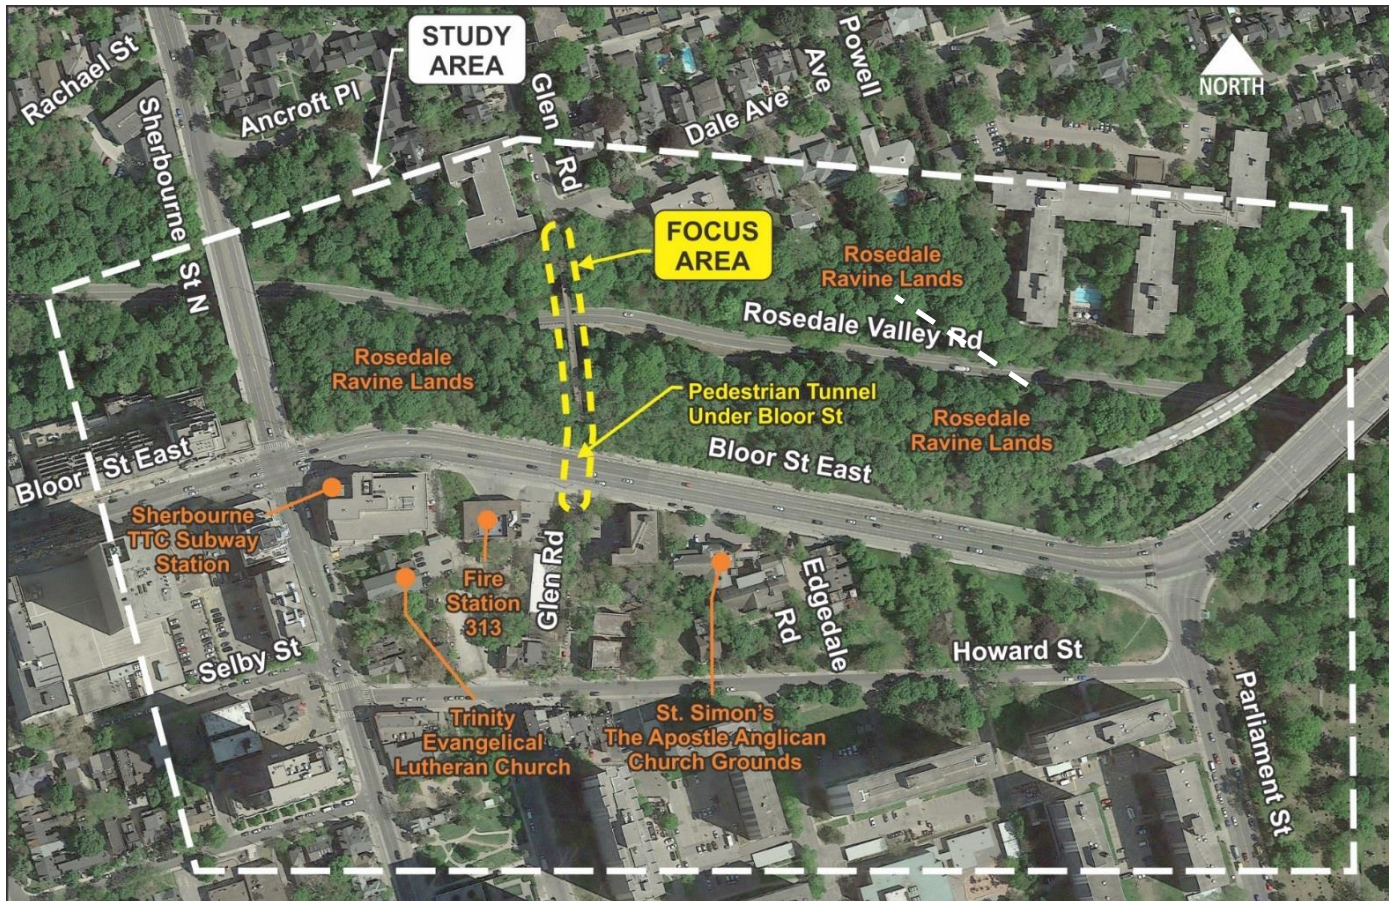 STUDY
AREA
NORTH
Rachael St
Sherbourne
St N
Ancroft Pl
Glen
Rd
Dale Ave
Powell
Ave
FOCUS
AREA
Rosedale
Ravine Lands
Rosedale Valley Rd
Rosedale
Ravine Lands
Pedestrian Tunnel
Under Bloor St
Rosedale
Ravine Lands
Bloor St East
Bloor St East
Sherbourne
TTC Subway
Station
Fire
Station
313
Glen Rd
Edgedale
Rd
Howard St
Selby St
Trinity
Evangelical
Lutheran Church
St. Simon's
The Apostle Anglican
Church Grounds
Parliament St